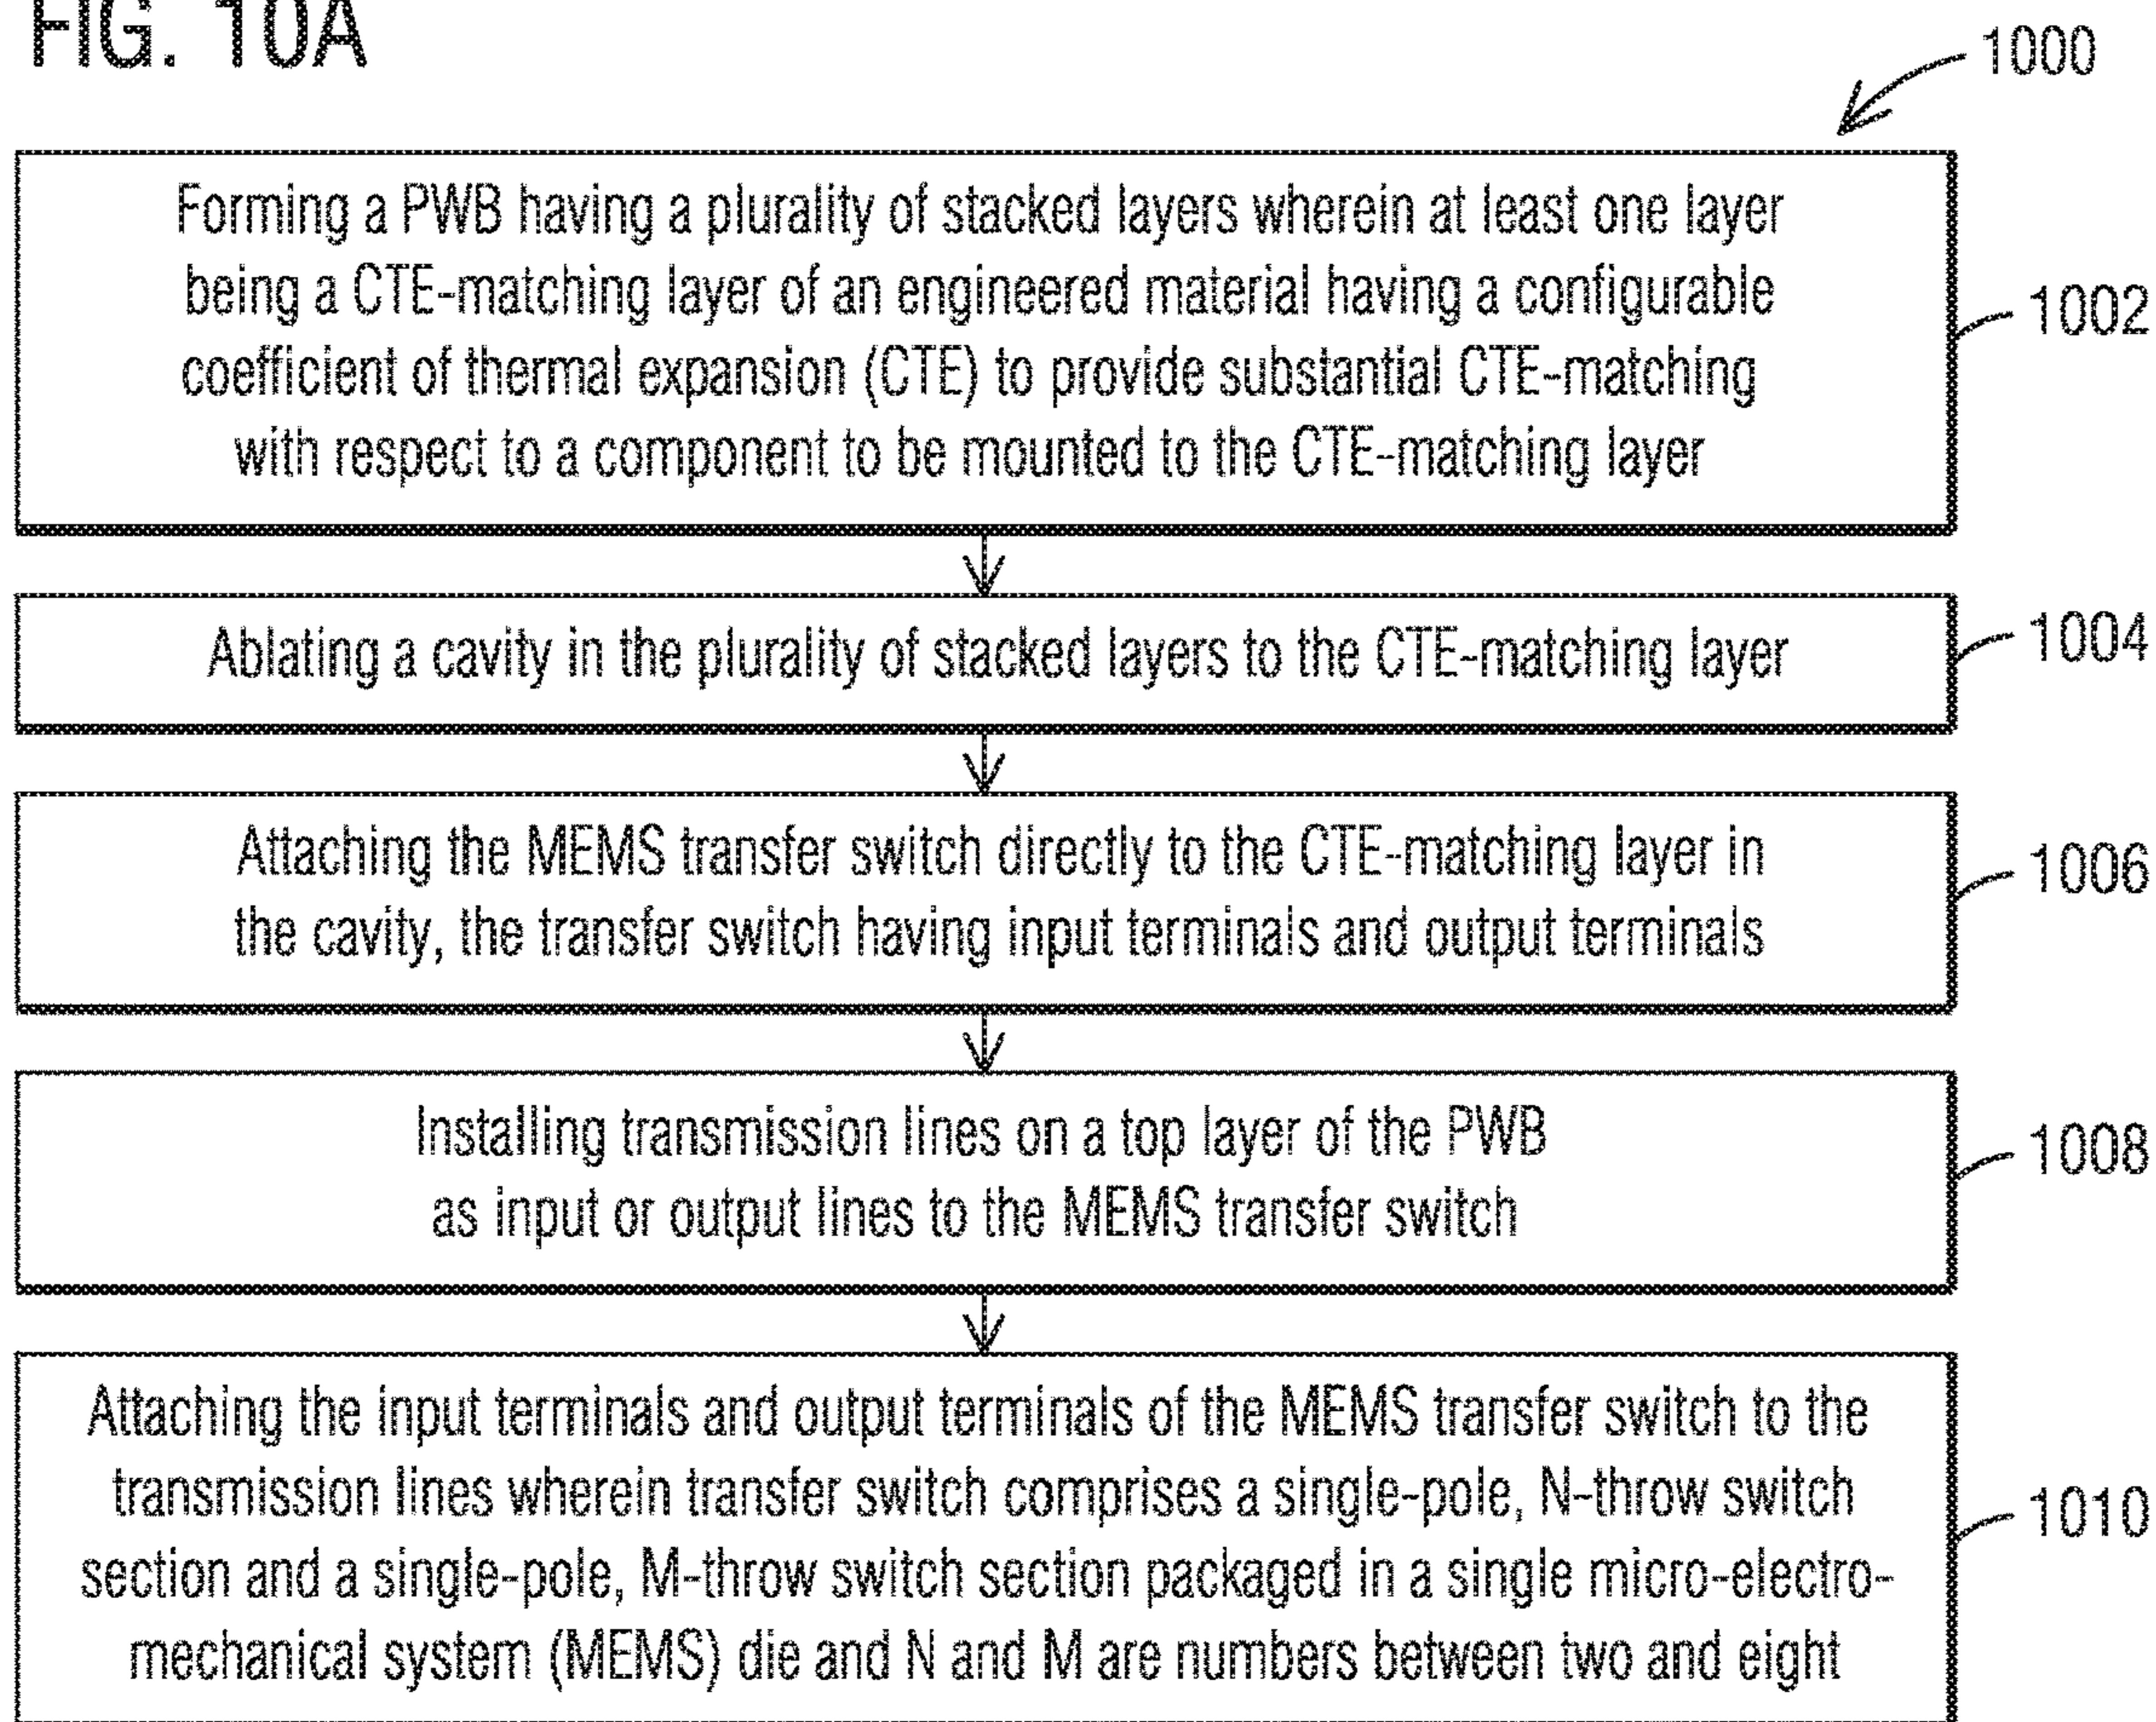 FIG. 10A
1000
Forming a PWB having a plurality of stacked layers wherein at least one layer
being a CTE-matching layer of an engineered material having a configurable
coefficient of thermal expansion (CTE) to provide substantial CTE-matching
with respect to a component to be mounted to the CTE-matching layer
1002
Ablating a cavity in the plurality of stacked layers to the CTE-matching layer
1004
Attaching the MEMS transfer switch directly to the CTE-matching layer in
the cavity, the transfer switch having input terminals and output terminals
1006
Installing transmission lines on a top layer of the PWB
as input or output lines to the MEMS transfer switch
1008
Attaching the input terminals and output terminals of the MEMS transfer switch to the
transmission lines wherein transfer switch comprises a single-pole, N-throw switch
section and a single-pole, M-throw switch section packaged in a single micro-electro-
mechanical system (MEMS) die and N and M are numbers between two and eight
1010